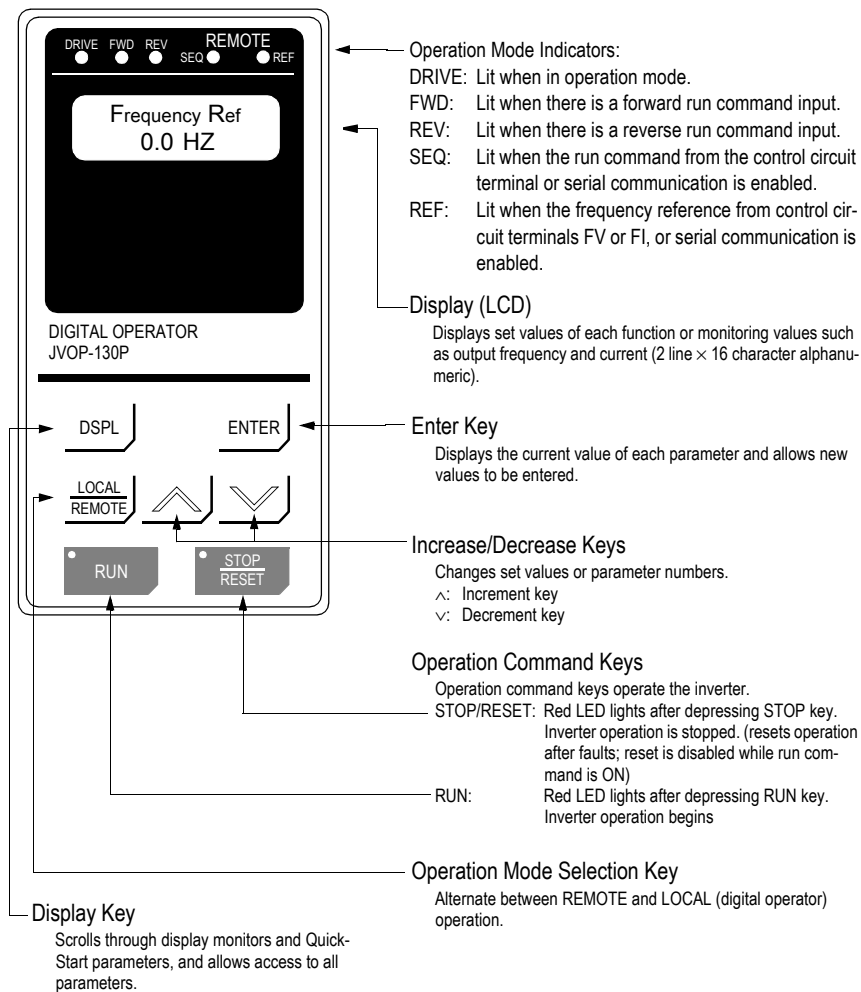 DRIVE FWD REV REMOTE
SEQ REF
Frequency Ref
0.0 HZ
DIGITAL OPERATOR
JVOP-130P
DSPL ENTER
LOCAL
REMOTE
RUN
STOP
RESET
Operation Mode Indicators:
DRIVE: Lit when in operation mode.
FWD: Lit when there is a forward run command input.
REV: Lit when there is a reverse run command input.
SEQ: Lit when the run command from the control circuit
terminal or serial communication is enabled.
REF: Lit when the frequency reference from control cir-
cuit terminals FV or FI, or serial communication is
enabled.
Display (LCD)
Displays set values of each function or monitoring values such
as output frequency and current (2 line × 16 character alphanu-
meric).
Enter Key
Displays the current value of each parameter and allows new
values to be entered.
Increase/Decrease Keys
Changes set values or parameter numbers.
∧: Increment key
∨: Decrement key
Operation Command Keys
Operation command keys operate the inverter.
STOP/RESET: Red LED lights after depressing STOP key.
Inverter operation is stopped. (resets operation
after faults; reset is disabled while run com-
mand is ON)
RUN: Red LED lights after depressing RUN key.
Inverter operation begins
Operation Mode Selection Key
Alternate between REMOTE and LOCAL (digital operator)
operation.
Display Key
Scrolls through display monitors and Quick-
Start parameters, and allows access to all
parameters.